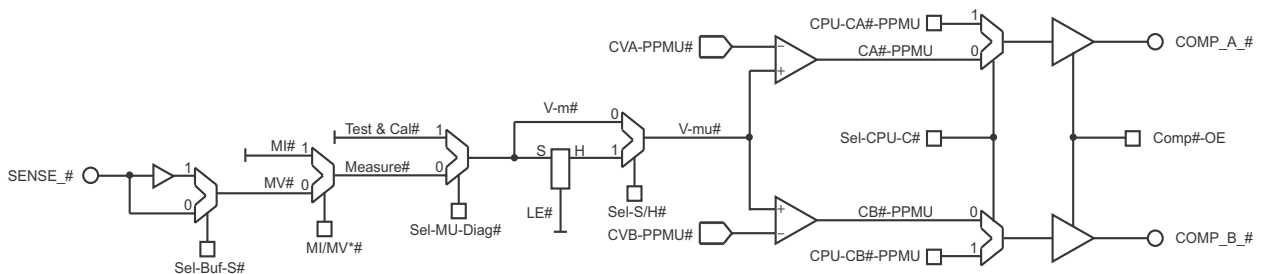 SENSE_#
1
0
Sel-Buf-S#
MV#
MI#
1
0
MI/MV*#
Test & Cal#
Measure#
1
0
Sel-MU-Diag#
V-m#
S
H
LE#
0
1
Sel-S/H#
V-mu#
CVA-PPMU#
−
+
CA#-PPMU
CPU-CA#-PPMU
1
0
COMP_A_#
Sel-CPU-C#
Comp#-OE
+
−
CVB-PPMU#
CB#-PPMU
CPU-CB#-PPMU
0
1
COMP_B_#